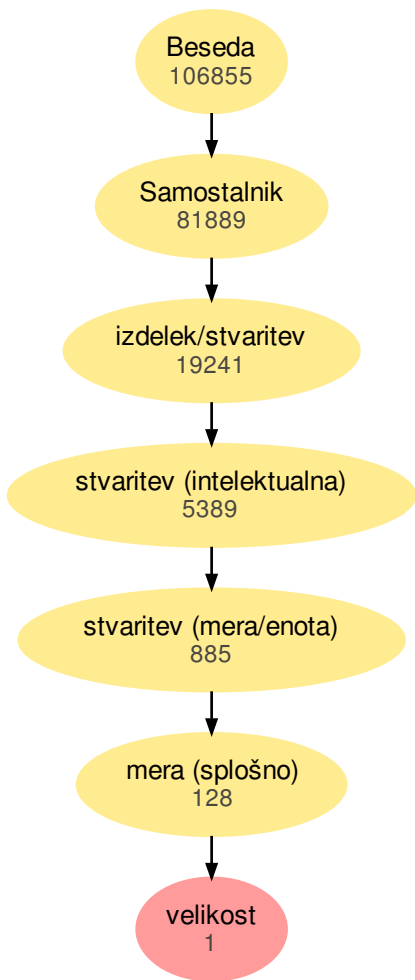 Beseda
106855
Samostalnik
81889
izdelek/stvaritev
19241
stvaritev (intelektualna)
5389
stvaritev (mera/enota)
885
mera (splošno)
128
velikost
1